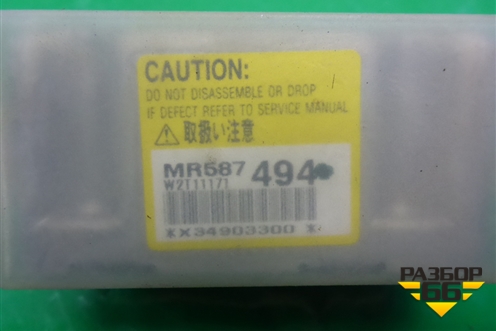 CAUTION:
DO NOT DISASSEMBLE OR DROP
IF DEFECT REFER TO SERVICE MANUAL
⚠取扱い注意
MR587 494
W2T11171
*X34903300 *
РАЗБОР
66